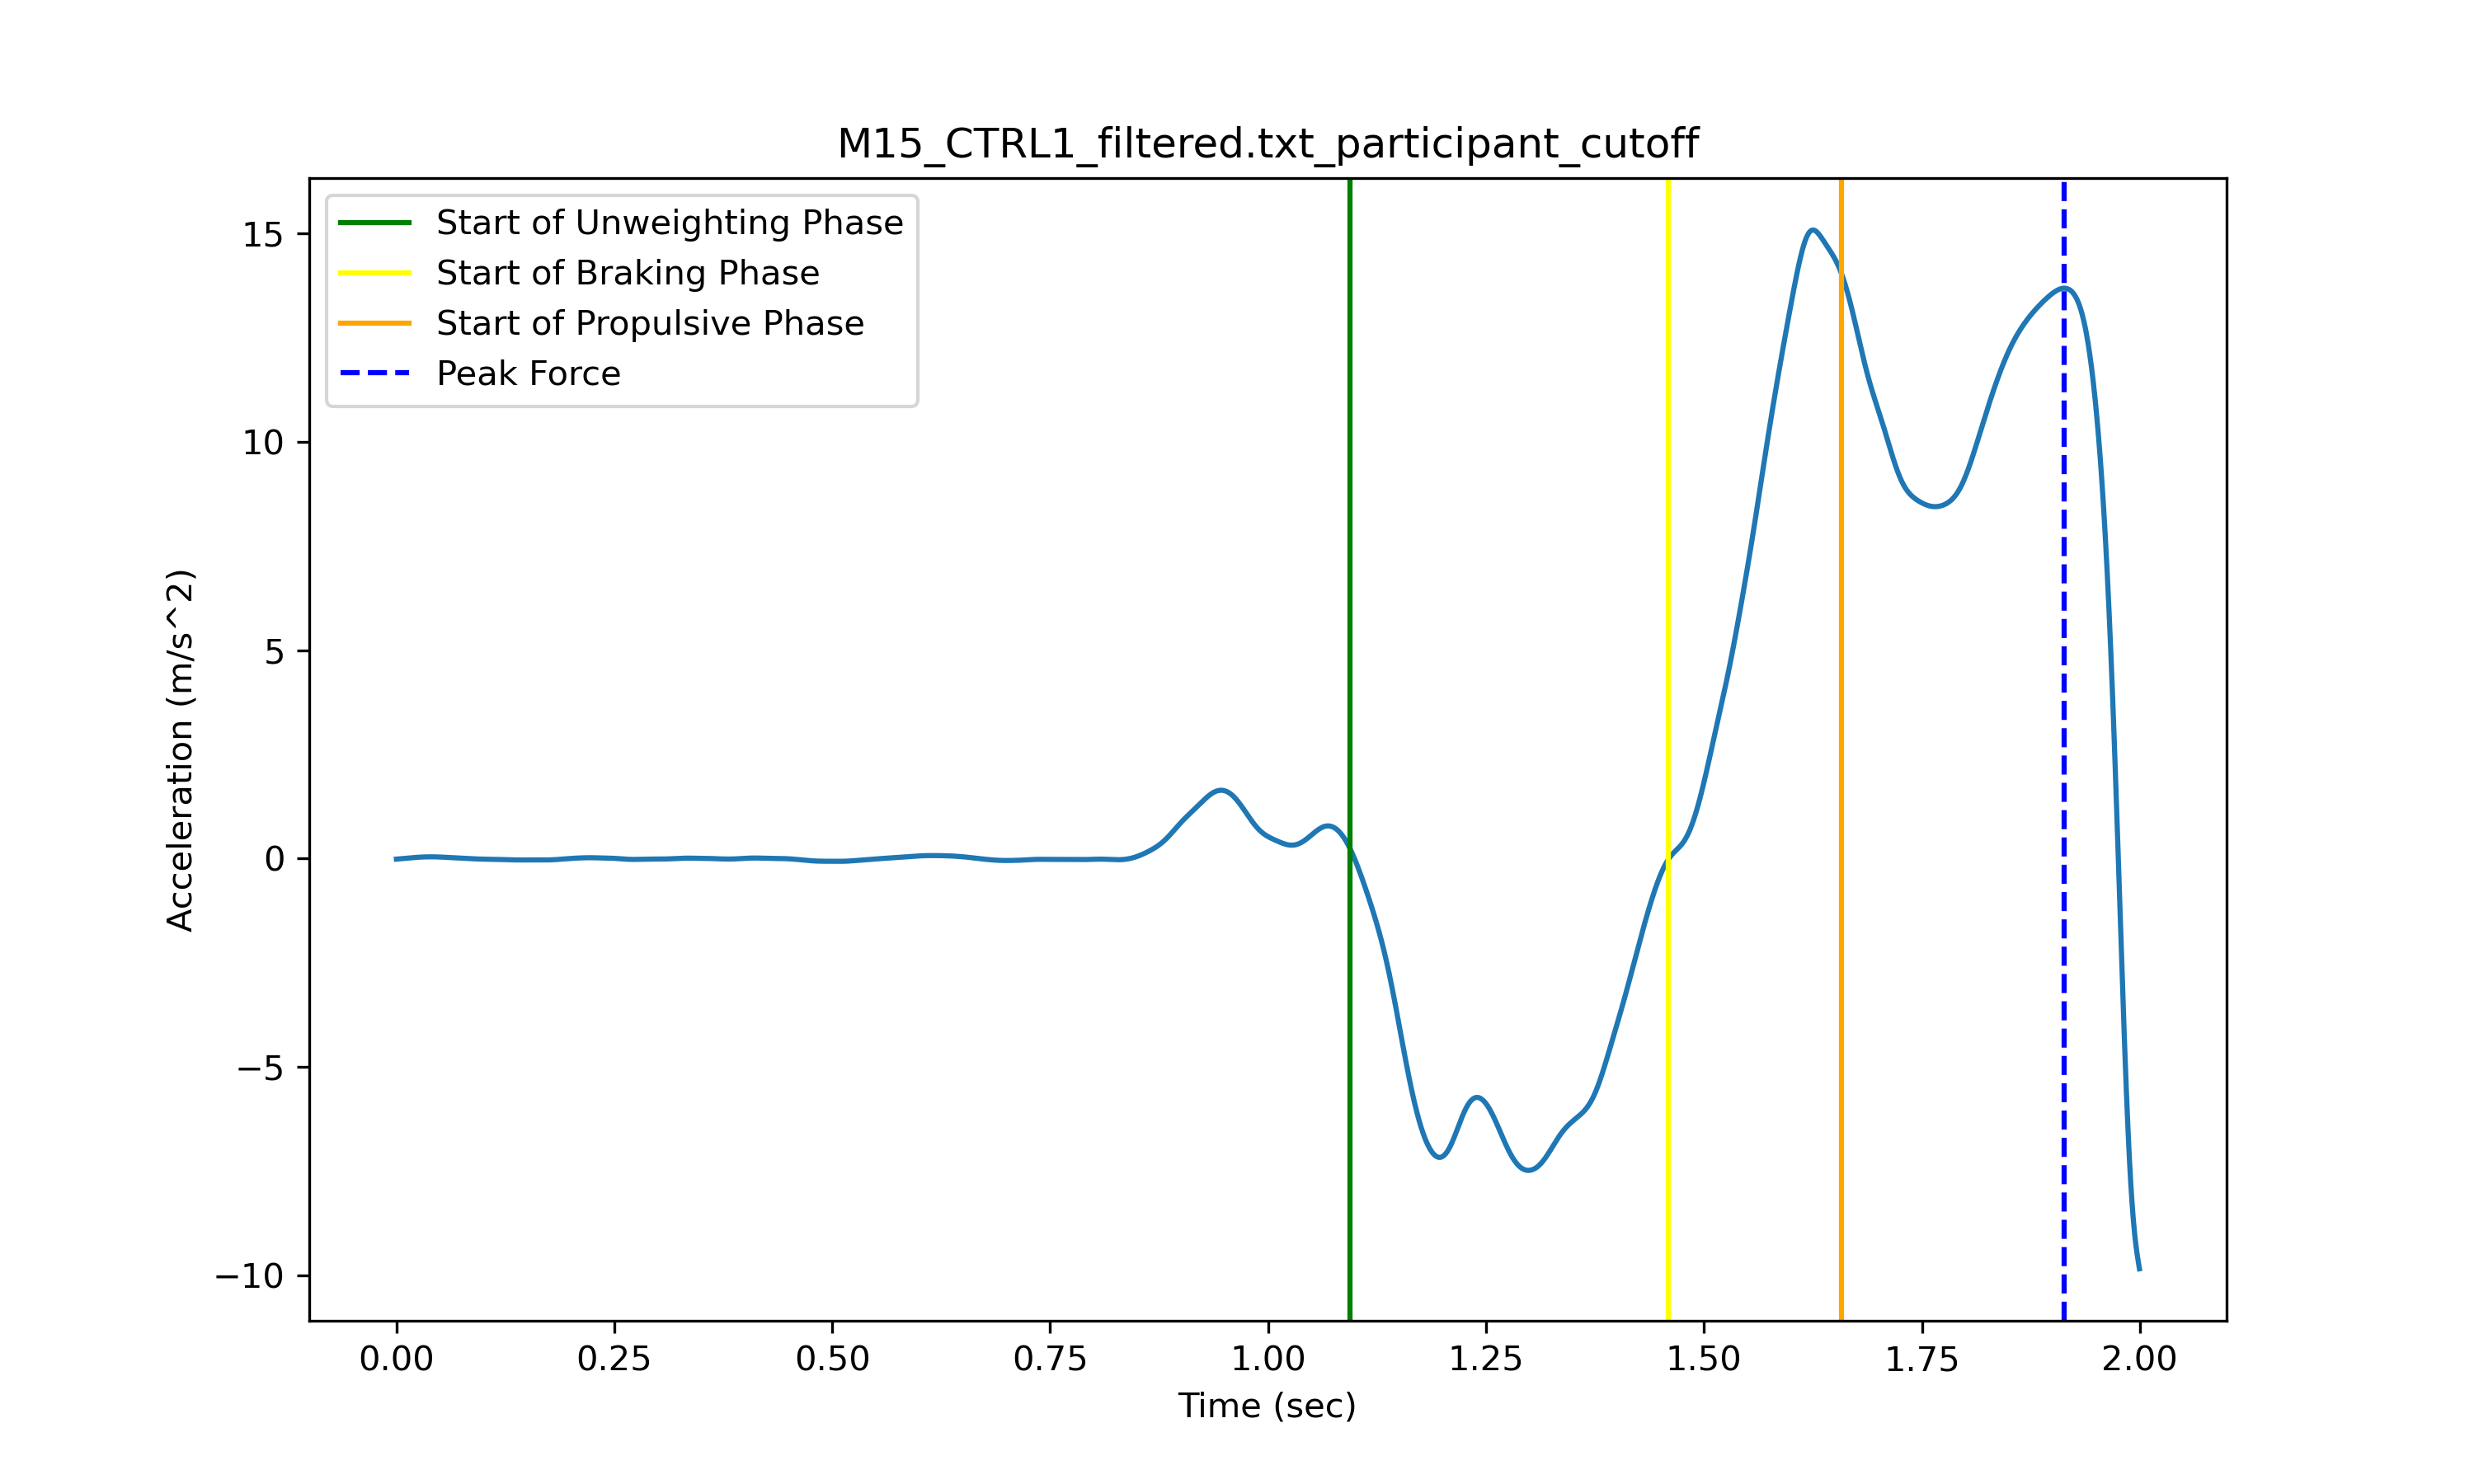 M15_CTRL1_filtered.txt_participant_cutoff
Start of Unweighting Phase
Start of Braking Phase
Start of Propulsive Phase
Peak Force
15
10
5
0
−5
−10
Acceleration (m/s^2)
0.00 0.25 0.50 0.75 1.00 1.25 1.50 1.75 2.00
Time (sec)